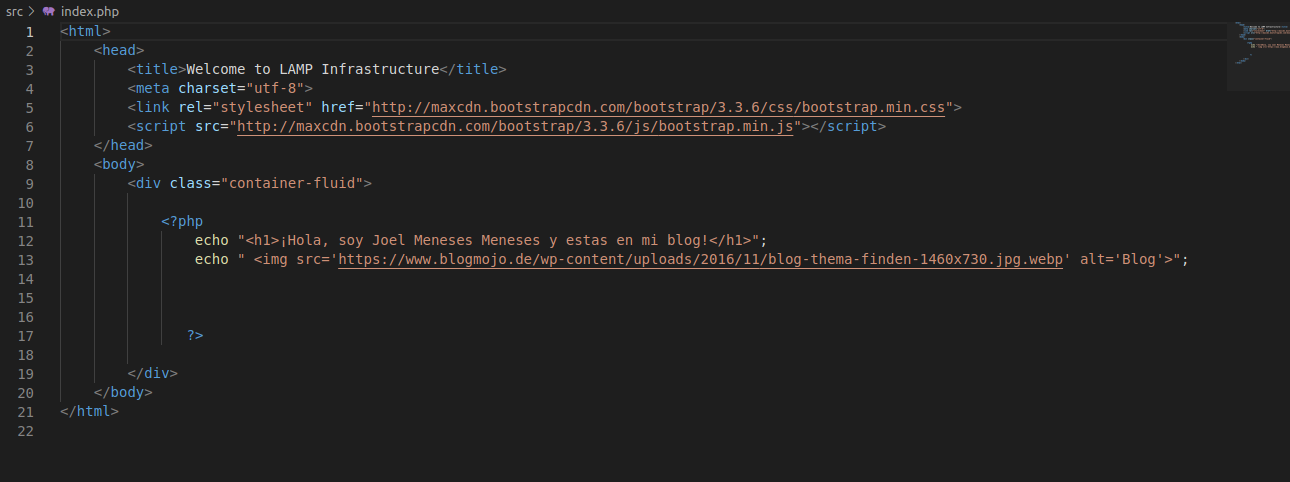 src > index.php
1 <html>
2 <head>
3 <title>Welcome to LAMP Infrastructure</title>
4 <meta charset="utf-8">
5 <link rel="stylesheet" href="http://maxcdn.bootstrapcdn.com/bootstrap/3.3.6/css/bootstrap.min.css">
6 <script src="http://maxcdn.bootstrapcdn.com/bootstrap/3.3.6/js/bootstrap.min.js"></script>
7 </head>
8 <body>
9 <div class="container-fluid">
10
11 <?php
12 echo "<h1>¡Hola, soy Joel Meneses Meneses y estas en mi blog!</h1>";
13 echo " <img src='https://www.blogmojo.de/wp-content/uploads/2016/11/blog-thema-finden-1460x730.jpg.webp' alt='Blog'>";
14
15
16
17 ?>
18
19 </div>
20 </body>
21 </html>
22